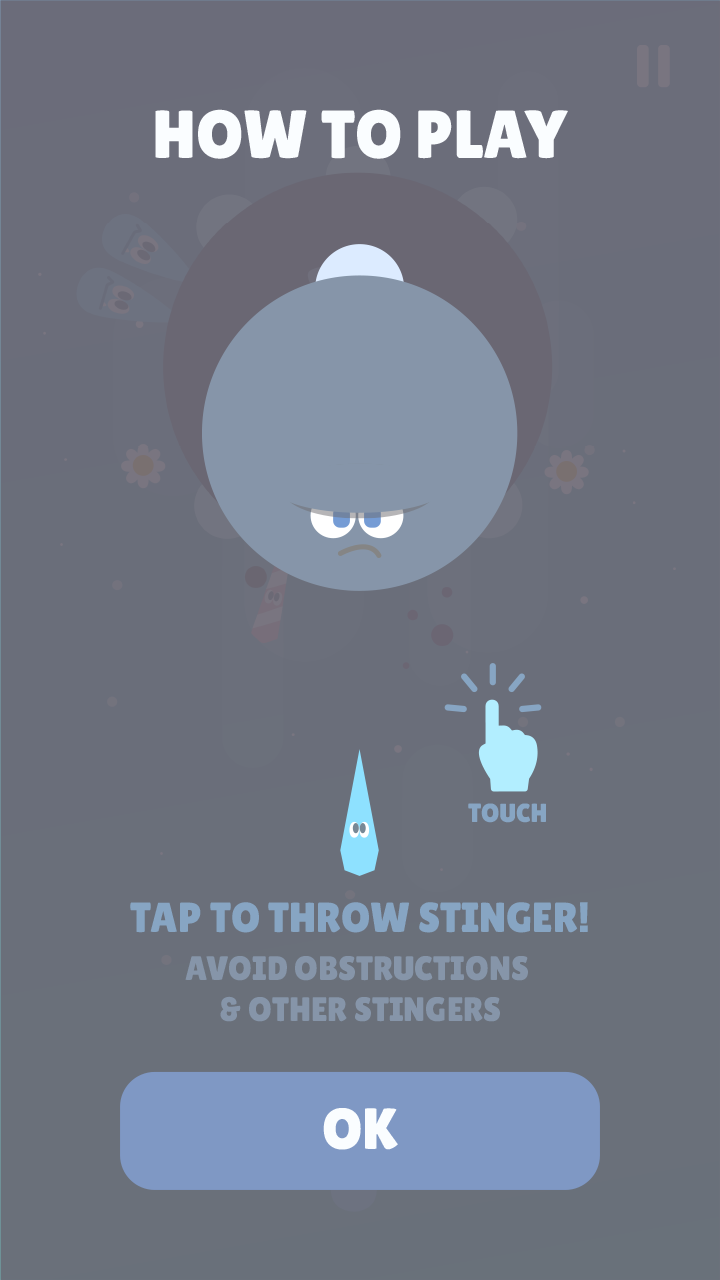 HOW TO PLAY
TOUCH
TAP TO THROW STINGER!
AVOID OBSTRUCTIONS
& OTHER STINGERS
OK